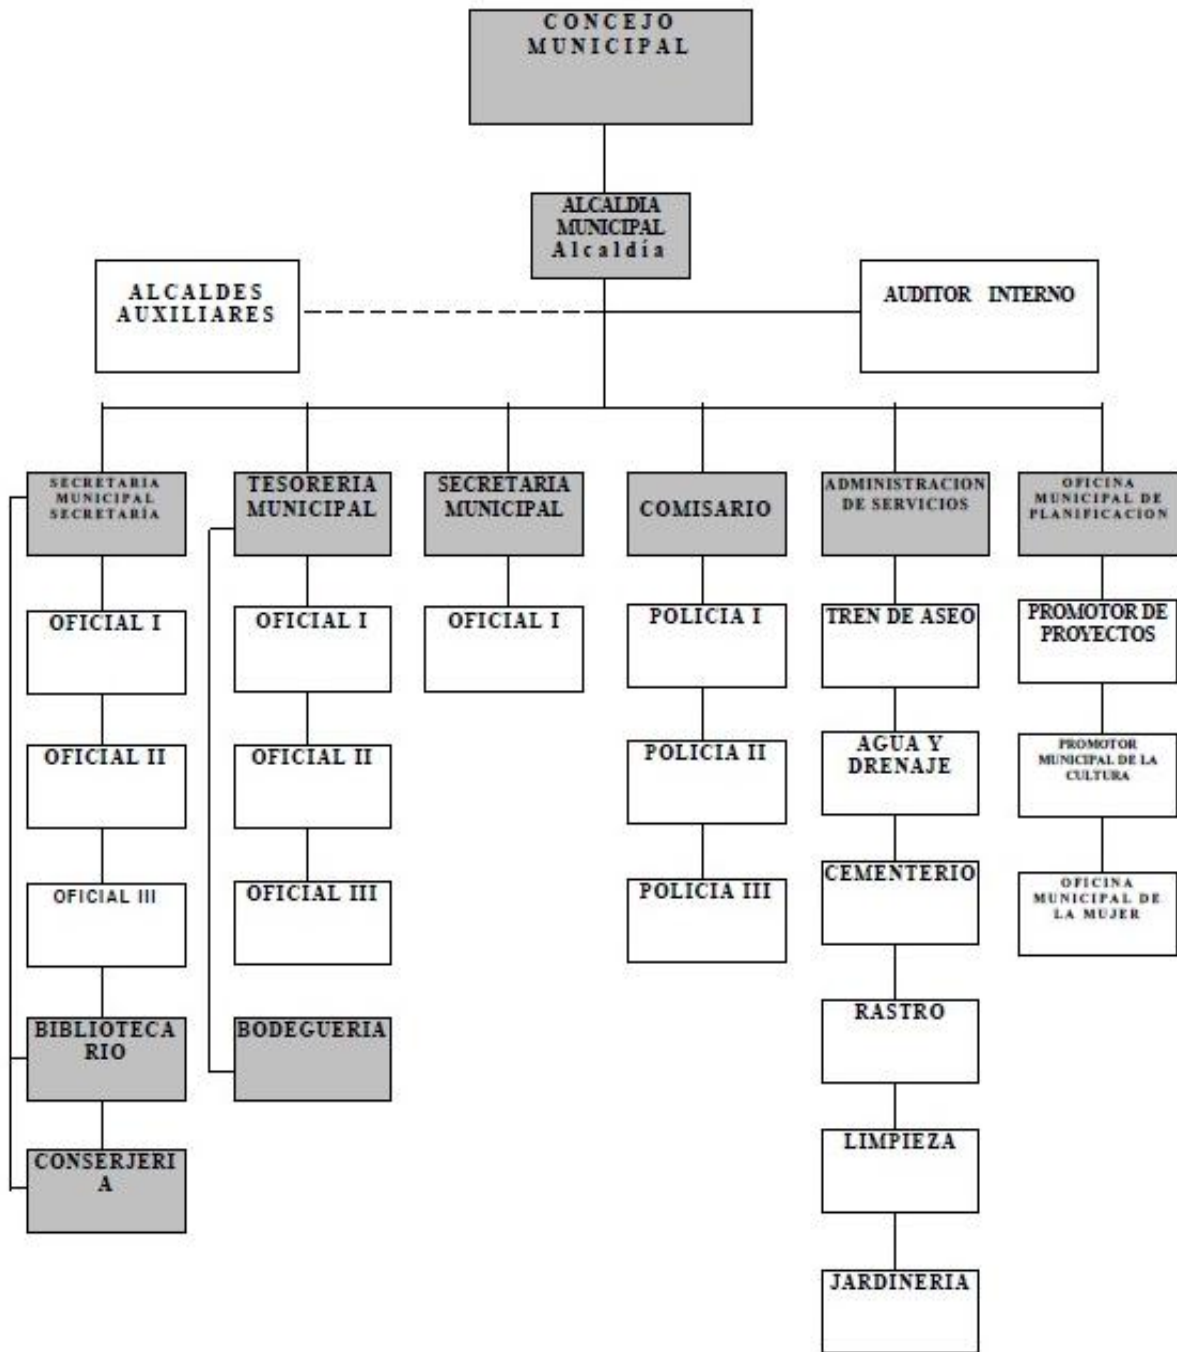 CONCEJO
MUNICIPAL
ALCALDIA
MUNICIPAL
Alcaldía
ALCALDES
AUXILIARES
AUDITOR INTERNO
SECRETARIA
MUNICIPAL
SECRETARÍA
TESORERIA
MUNICIPAL
SECRETARIA
MUNICIPAL
COMISARIO
ADMINISTRACION
DE SERVICIOS
OFICINA
MUNICIPAL DE
PLANIFICACION
OFICIAL I
OFICIAL I
OFICIAL I
POLICIA I
TREN DE ASEO
PROMOTOR DE
PROYECTOS
OFICIAL II
OFICIAL II
POLICIA II
AGUA Y
DRENAJE
PROMOTOR
MUNICIPAL DE LA
CULTURA
OFICIAL III
OFICIAL III
POLICIA III
CEMENTERIO
OFICINA
MUNICIPAL DE
LA MUJER
BIBLIOTECA
RIO
BODEGUERIA
RASTRO
CONSERJERI
A
LIMPIEZA
JARDINERIA